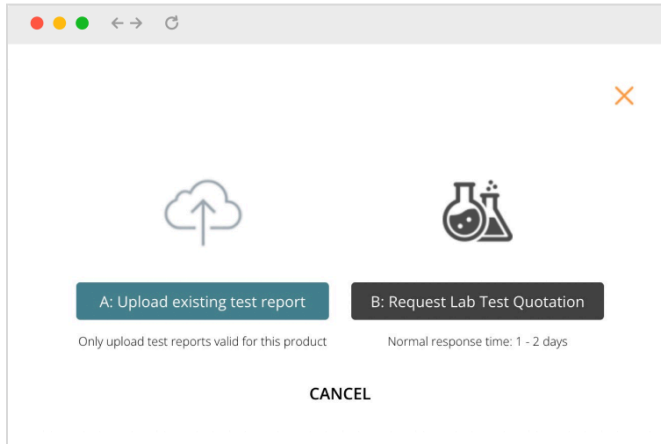 A: Upload existing test report
B: Request Lab Test Quotation
Only upload test reports valid for this product
Normal response time: 1 - 2 days
CANCEL